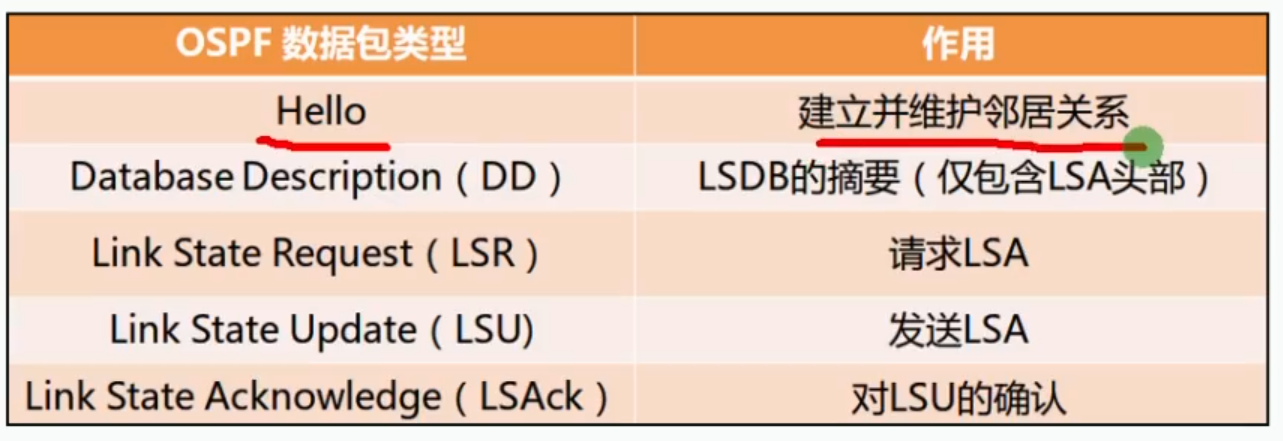 OSPF 数据包类型 作用
Hello 建立并维护邻居关系
Database Description（DD） LSDB的摘要（仅包含LSA头部）
Link State Request（LSR） 请求LSA
Link State Update（LSU) 发送LSA
Link State Acknowledge（LSAck） 对LSU的确认